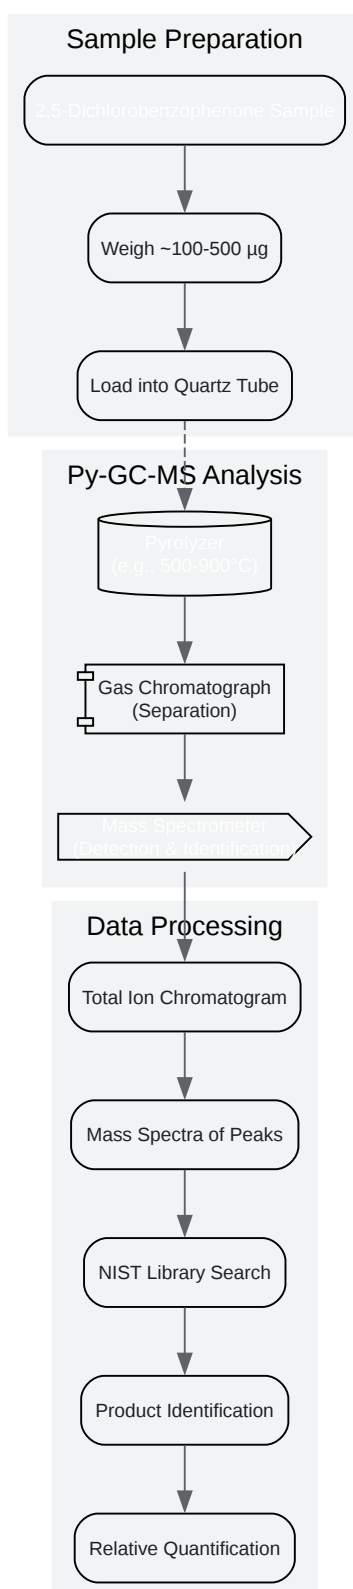 Sample Preparation
2,5-Dichlorobenzophenone Sample
Weigh ~100-500 µg
Load into Quartz Tube
Py-GC-MS Analysis
Pyrolyzer
(e.g., 500-900°C)
Gas Chromatograph
(Separation)
Mass Spectrometer
(Detection & Identification)
Data Processing
Total Ion Chromatogram
Mass Spectra of Peaks
NIST Library Search
Product Identification
Relative Quantification